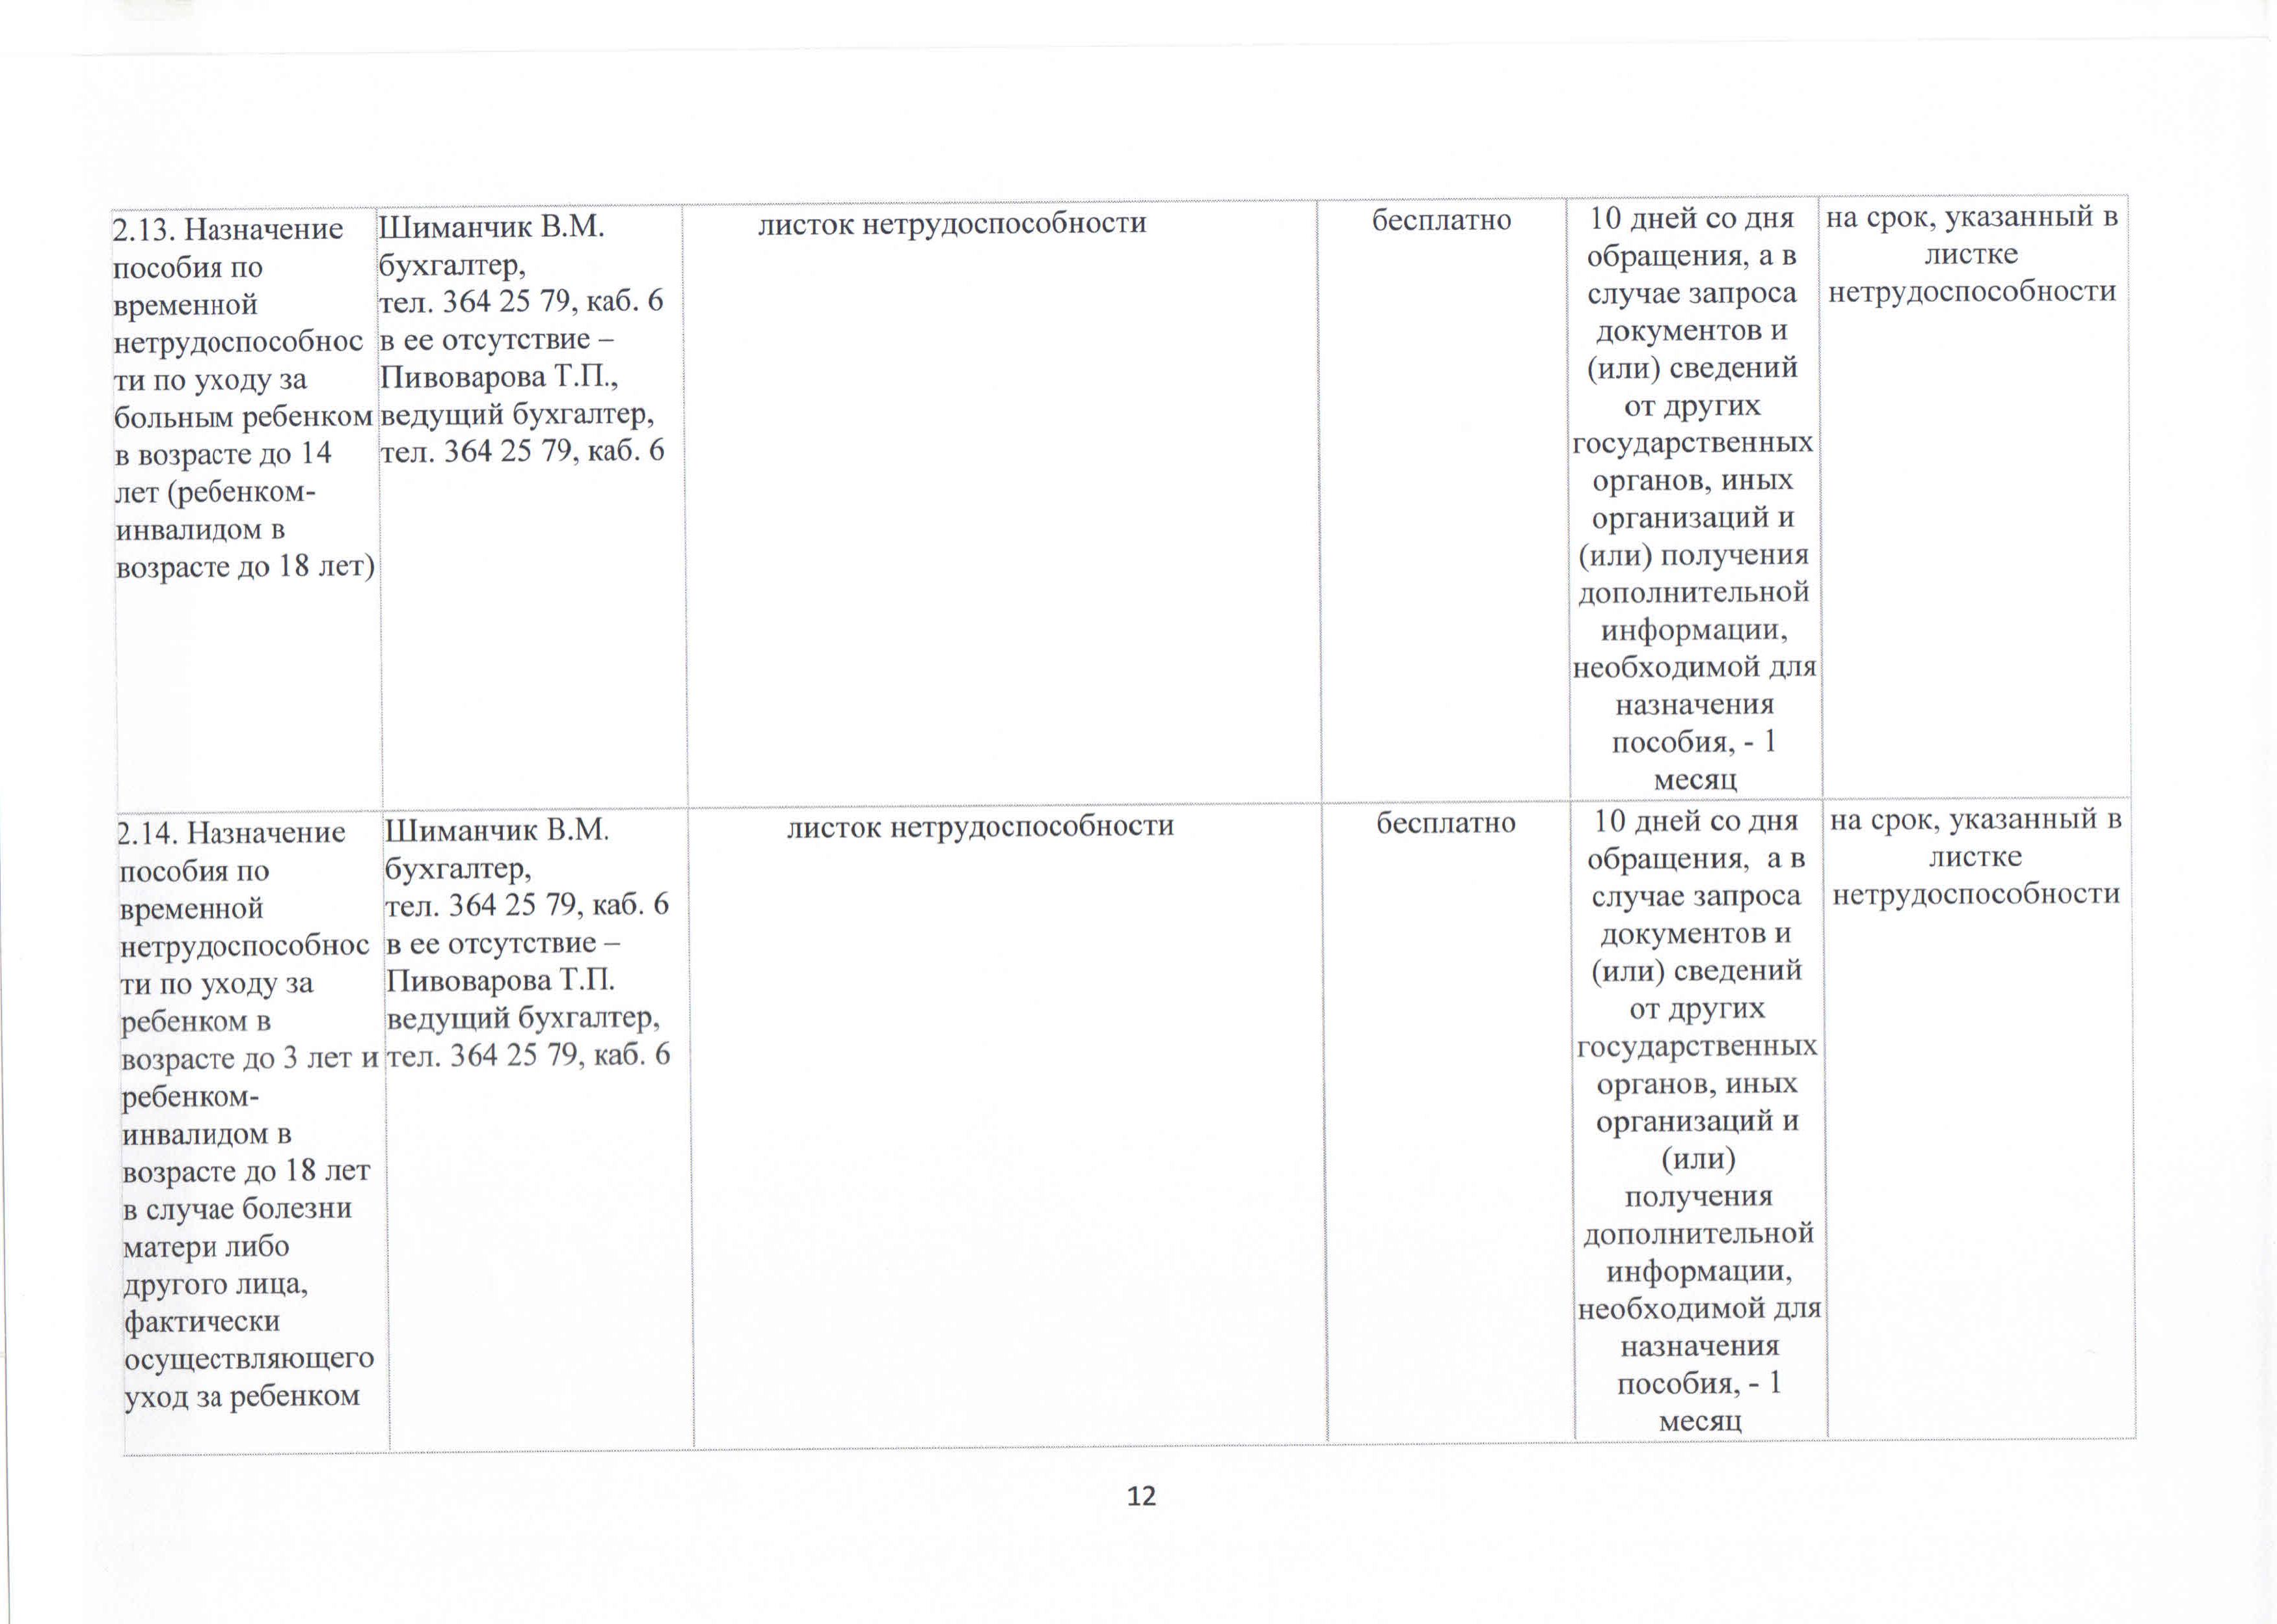 2.13. Назначение
пособия по
временной
нетрудоспособнос
ти по уходу за
больным ребенком
в возрасте до 14
лет (ребенком-
инвалидом в
возрасте до 18 лет)
Шиманчик В.М.
бухгалтер,
тел. 364 25 79, каб. 6
в ее отсутствие –
Пивоварова Т.П.,
ведущий бухгалтер,
тел. 364 25 79, каб. 6
листок нетрудоспособности
бесплатно
10 дней со дня
обращения, а в
случае запроса
документов и
(или) сведений
от других
государственных
органов, иных
организаций и
(или) получения
дополнительной
информации,
необходимой для
назначения
пособия, - 1
месяц
на срок, указанный в
листке
нетрудоспособности
2.14. Назначение
пособия по
временной
нетрудоспособнос
ти по уходу за
ребенком в
возрасте до 3 лет и
ребенком-
инвалидом в
возрасте до 18 лет
в случае болезни
матери либо
другого лица,
фактически
осуществляющего
уход за ребенком
Шиманчик В.М.
бухгалтер,
тел. 364 25 79, каб. 6
в ее отсутствие –
Пивоварова Т.П.
ведущий бухгалтер,
тел. 364 25 79, каб. 6
листок нетрудоспособности
бесплатно
10 дней со дня
обращения, а в
случае запроса
документов и
(или) сведений
от других
государственных
органов, иных
организаций и
(или)
получения
дополнительной
информации,
необходимой для
назначения
пособия, - 1
месяц
на срок, указанный в
листке
нетрудоспособности
12